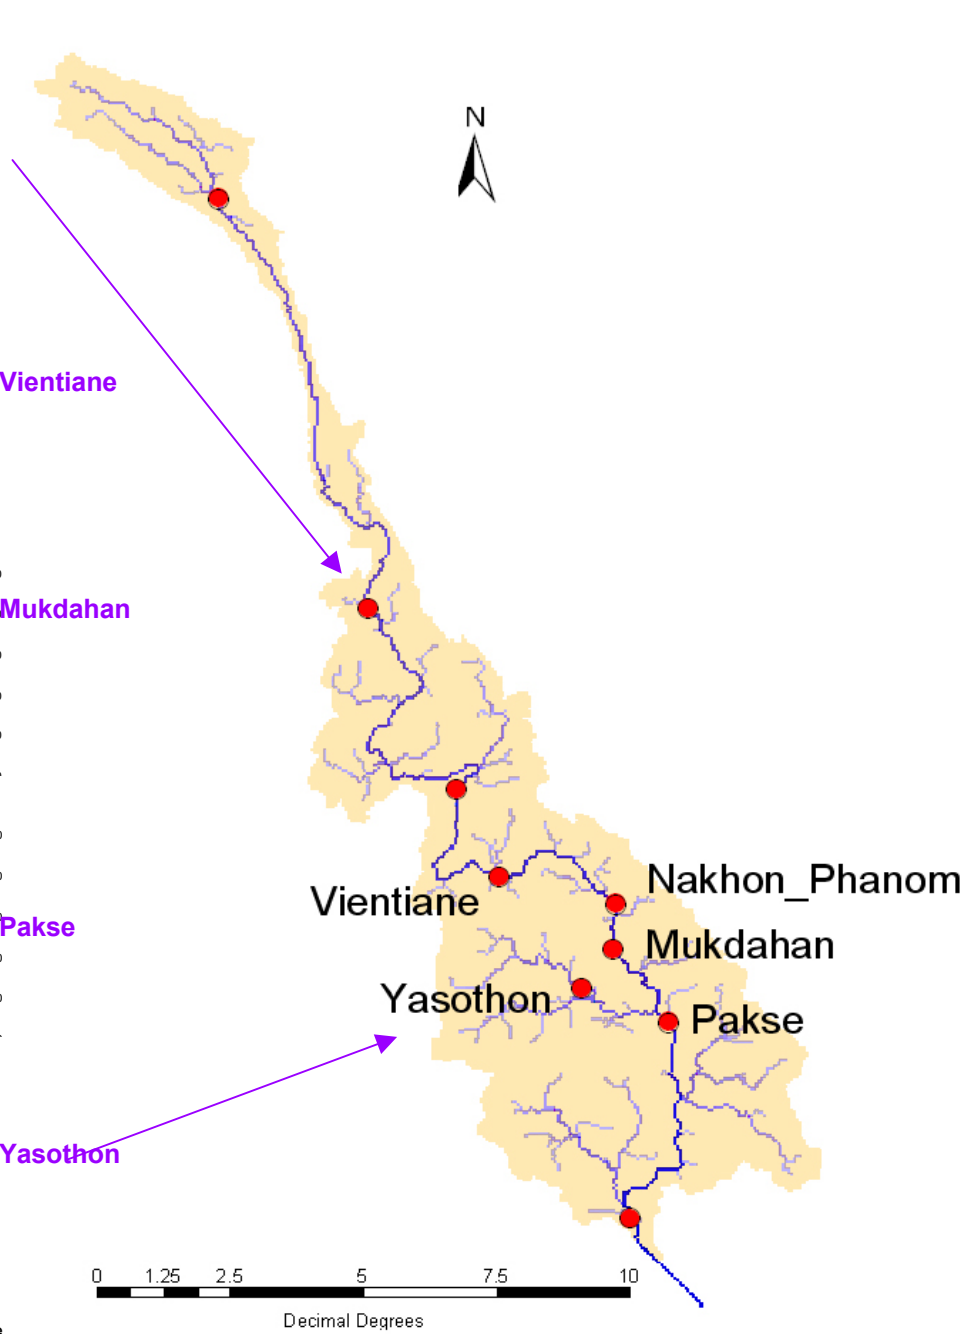 N
Vientiane
Mukdahan
Nakhon_Phanom
Vientiane
Pakse
Mukdahan
Yasothon
Pakse
Yasothon
0 1.25 2.5 5 7.5 10
Decimal Degrees